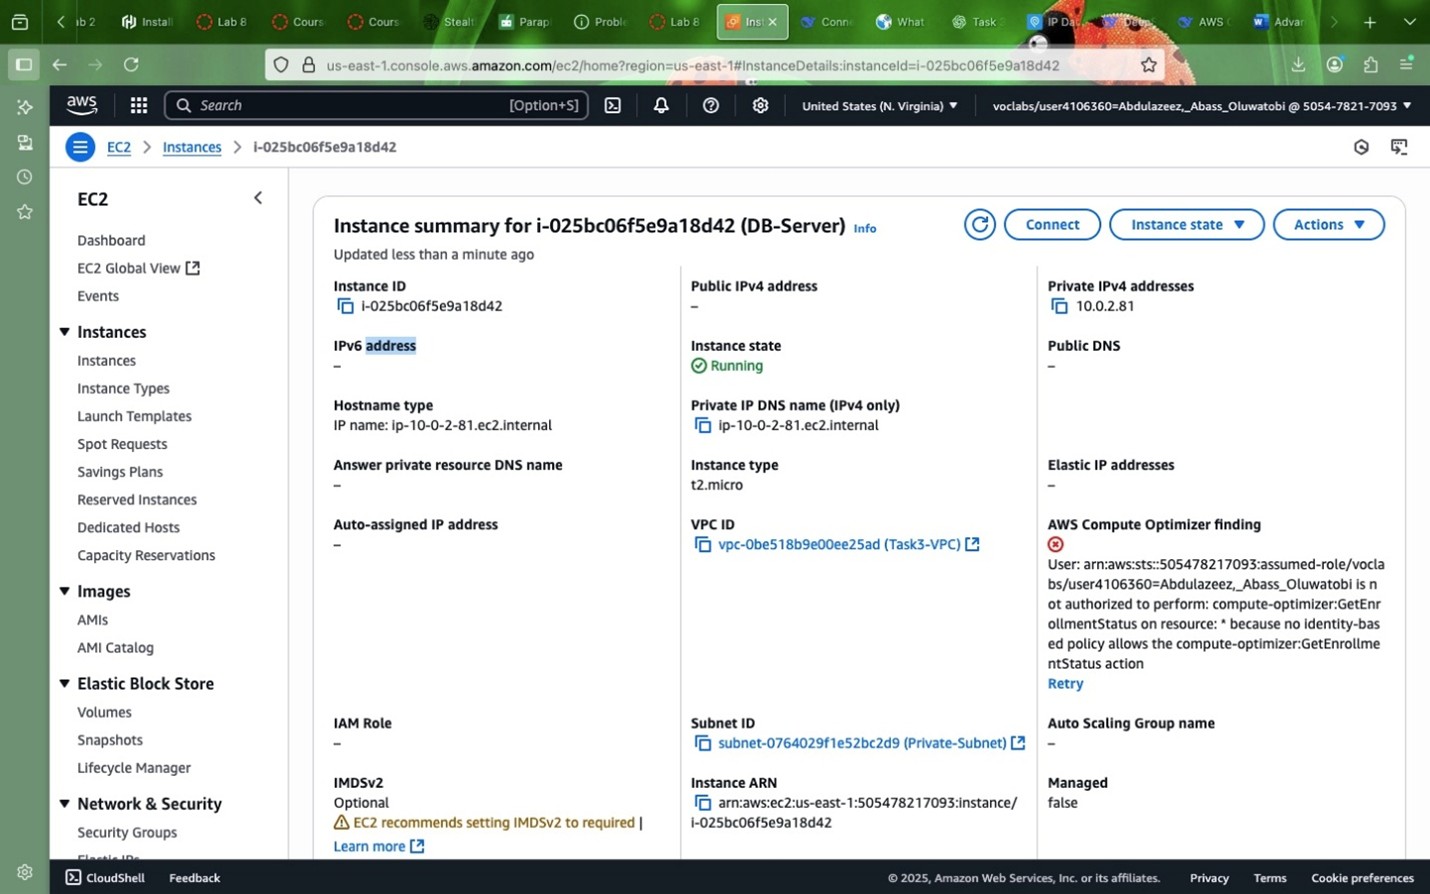 ab 2
Install
Lab 8
Cours
Cours
Stealt
Parap
Proble
Lab 8
Inst
Conne
What
Task
IP Da
AWS
Advar
us-east-1.console.aws.amazon.com/ec2/home?region=us-east-1#InstanceDetails:instanceId=i-025bc06f5e9a18d42
aws
Search
[Option+S]
United States (N. Virginia)
voclabs/user4106360=Abdulazeez,_Abass_Oluwatobi @ 5054-7821-7093
EC2
Instances
i-025bc06f5e9a18d42
EC2
Dashboard
EC2 Global View
Events
Instances
Instances
Instance Types
Launch Templates
Spot Requests
Savings Plans
Reserved Instances
Dedicated Hosts
Capacity Reservations
Images
AMIs
AMI Catalog
Elastic Block Store
Volumes
Snapshots
Lifecycle Manager
Network & Security
Security Groups
Elastic IPs
Instance summary for i-025bc06f5e9a18d42 (DB-Server) Info
Updated less than a minute ago
Connect
Instance state
Actions
Instance ID
i-025bc06f5e9a18d42
Public IPv4 address
–
Private IPv4 addresses
10.0.2.81
IPv6 address
–
Instance state
Running
Public DNS
–
Hostname type
IP name: ip-10-0-2-81.ec2.internal
Private IP DNS name (IPv4 only)
ip-10-0-2-81.ec2.internal
Answer private resource DNS name
–
Instance type
t2.micro
Elastic IP addresses
–
Auto-assigned IP address
–
VPC ID
vpc-0be518b9e00ee25ad (Task3-VPC)
AWS Compute Optimizer finding
User: arn:aws:sts::505478217093:assumed-role/vocla
bs/user4106360=Abdulazeez,_Abass_Oluwatobi is n
ot authorized to perform: compute-optimizer:GetEnr
ollmentStatus on resource: * because no identity-bas
ed policy allows the compute-optimizer:GetEnrollme
ntStatus action
Retry
IAM Role
–
Subnet ID
subnet-0764029f1e52bc2d9 (Private-Subnet)
Auto Scaling Group name
–
IMDSv2
Optional
EC2 recommends setting IMDSv2 to required |
Learn more
Instance ARN
arn:aws:ec2:us-east-1:505478217093:instance/
i-025bc06f5e9a18d42
Managed
false
CloudShell
Feedback
© 2025, Amazon Web Services, Inc. or its affiliates.
Privacy
Terms
Cookie preferences